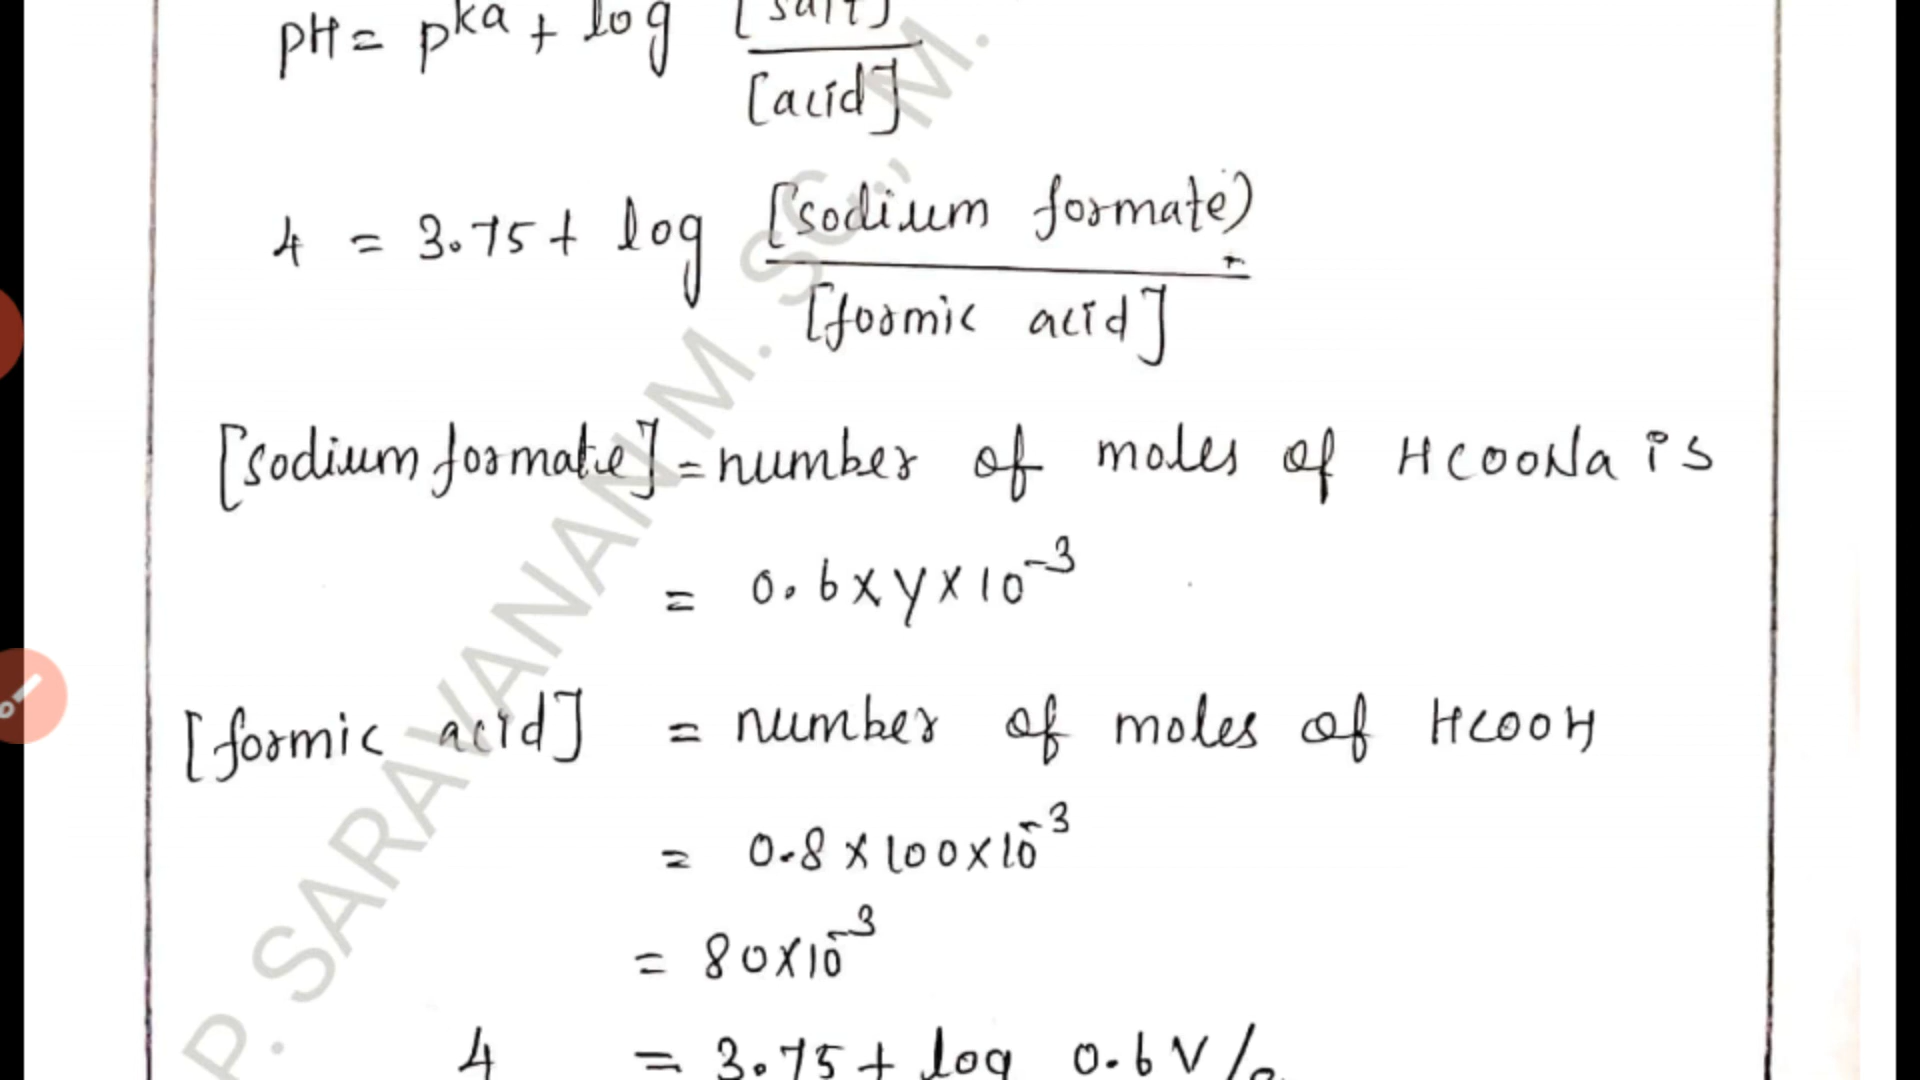 pH = pka + log [salt]
[acid]
4 = 3.75 + log [sodium formate)
[formic acid]
[sodium formate] = number of moles of HCOONa is
= 0.6 x y x 10-3
[formic acid] = number of moles of HCOOH
= 0.8 x 100 x 10-3
= 80 x 10-3
4 = 3.75 + log 0.6 V /
P. SARAVANAN M. SC., M.